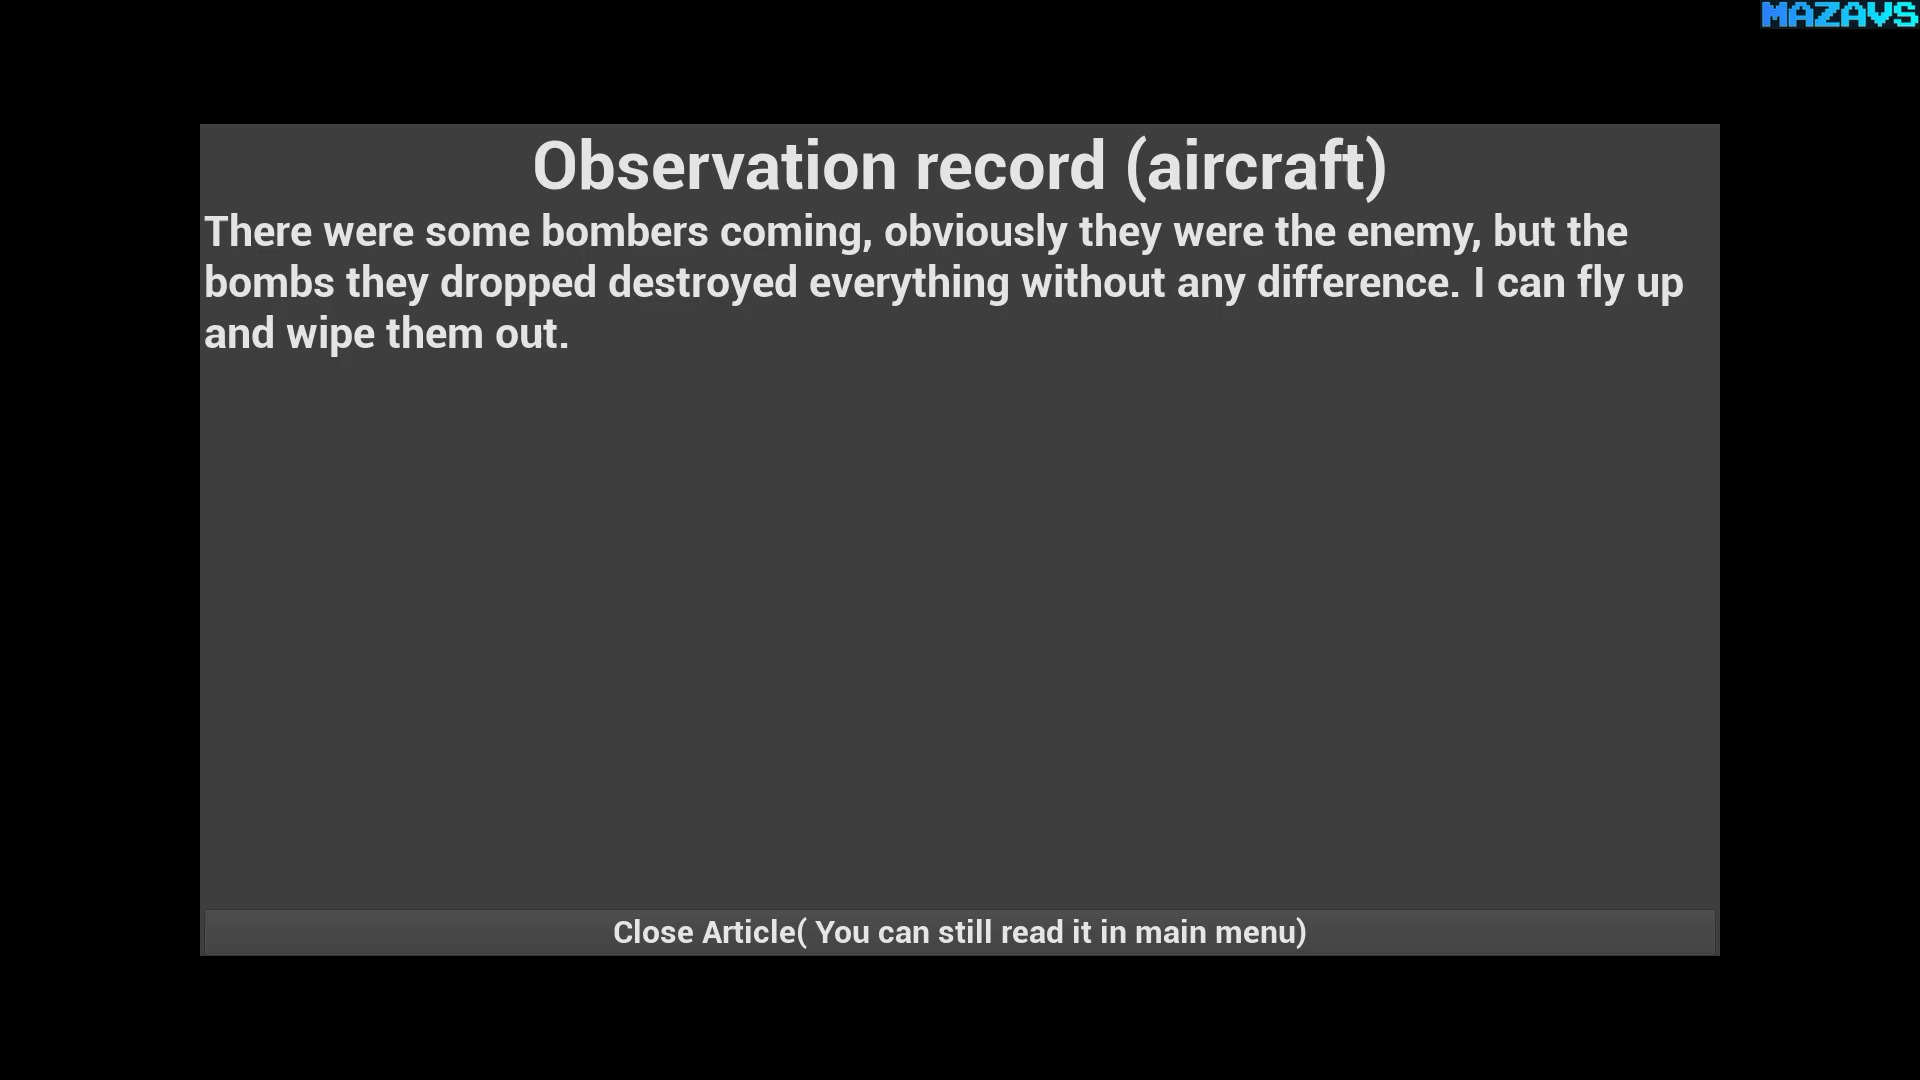 MAZAVS
Observation record (aircraft)
There were some bombers coming, obviously they were the enemy, but the
bombs they dropped destroyed everything without any difference. I can fly up
and wipe them out.
Close Article( You can still read it in main menu)